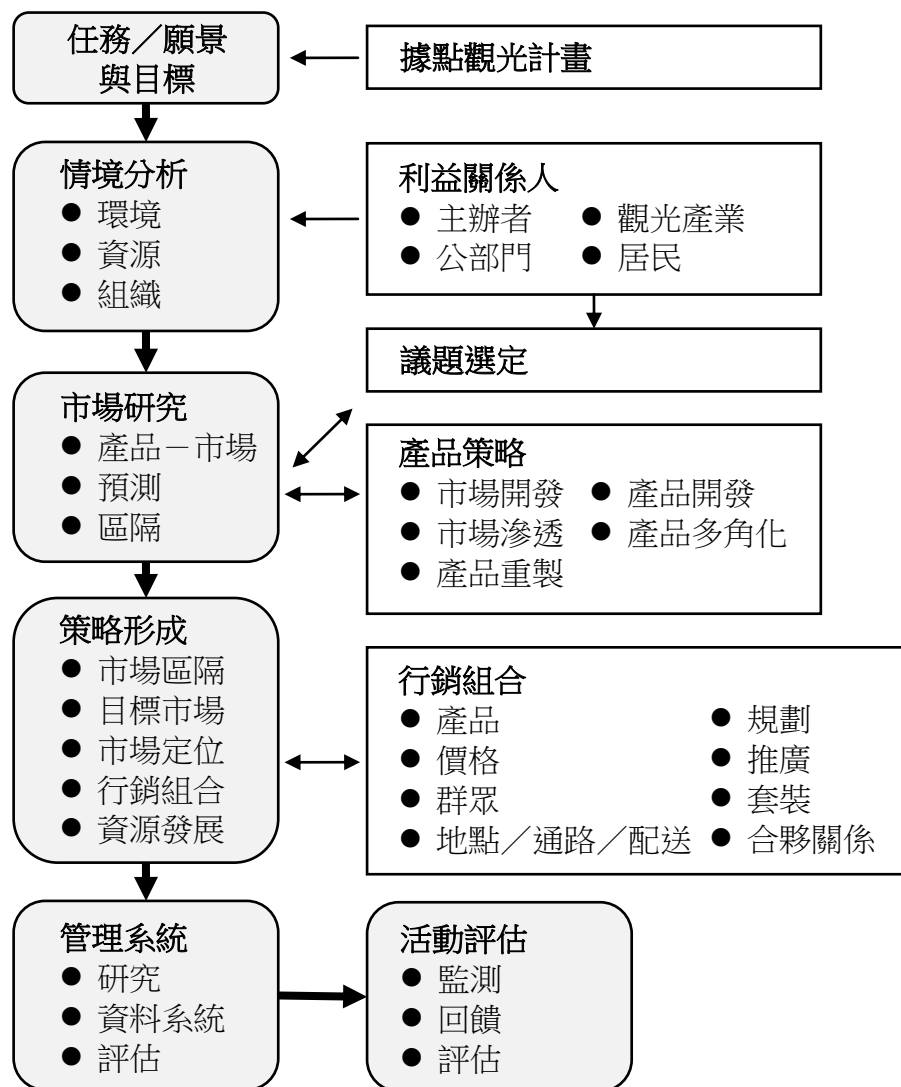 任務／願景
與目標
據點觀光計畫
情境分析
● 環境
● 資源
● 組織
利益關係人
● 主辦者 ● 觀光產業
● 公部門 ● 居民
議題選定
市場研究
● 產品－市場
● 預測
● 區隔
產品策略
● 市場開發 ● 產品開發
● 市場滲透 ● 產品多角化
● 產品重製
策略形成
● 市場區隔
● 目標市場
● 市場定位
● 行銷組合
● 資源發展
行銷組合
● 產品 ● 規劃
● 價格 ● 推廣
● 群眾 ● 套裝
● 地點／通路／配送 ● 合夥關係
管理系統
● 研究
● 資料系統
● 評估
活動評估
● 監測
● 回饋
● 評估